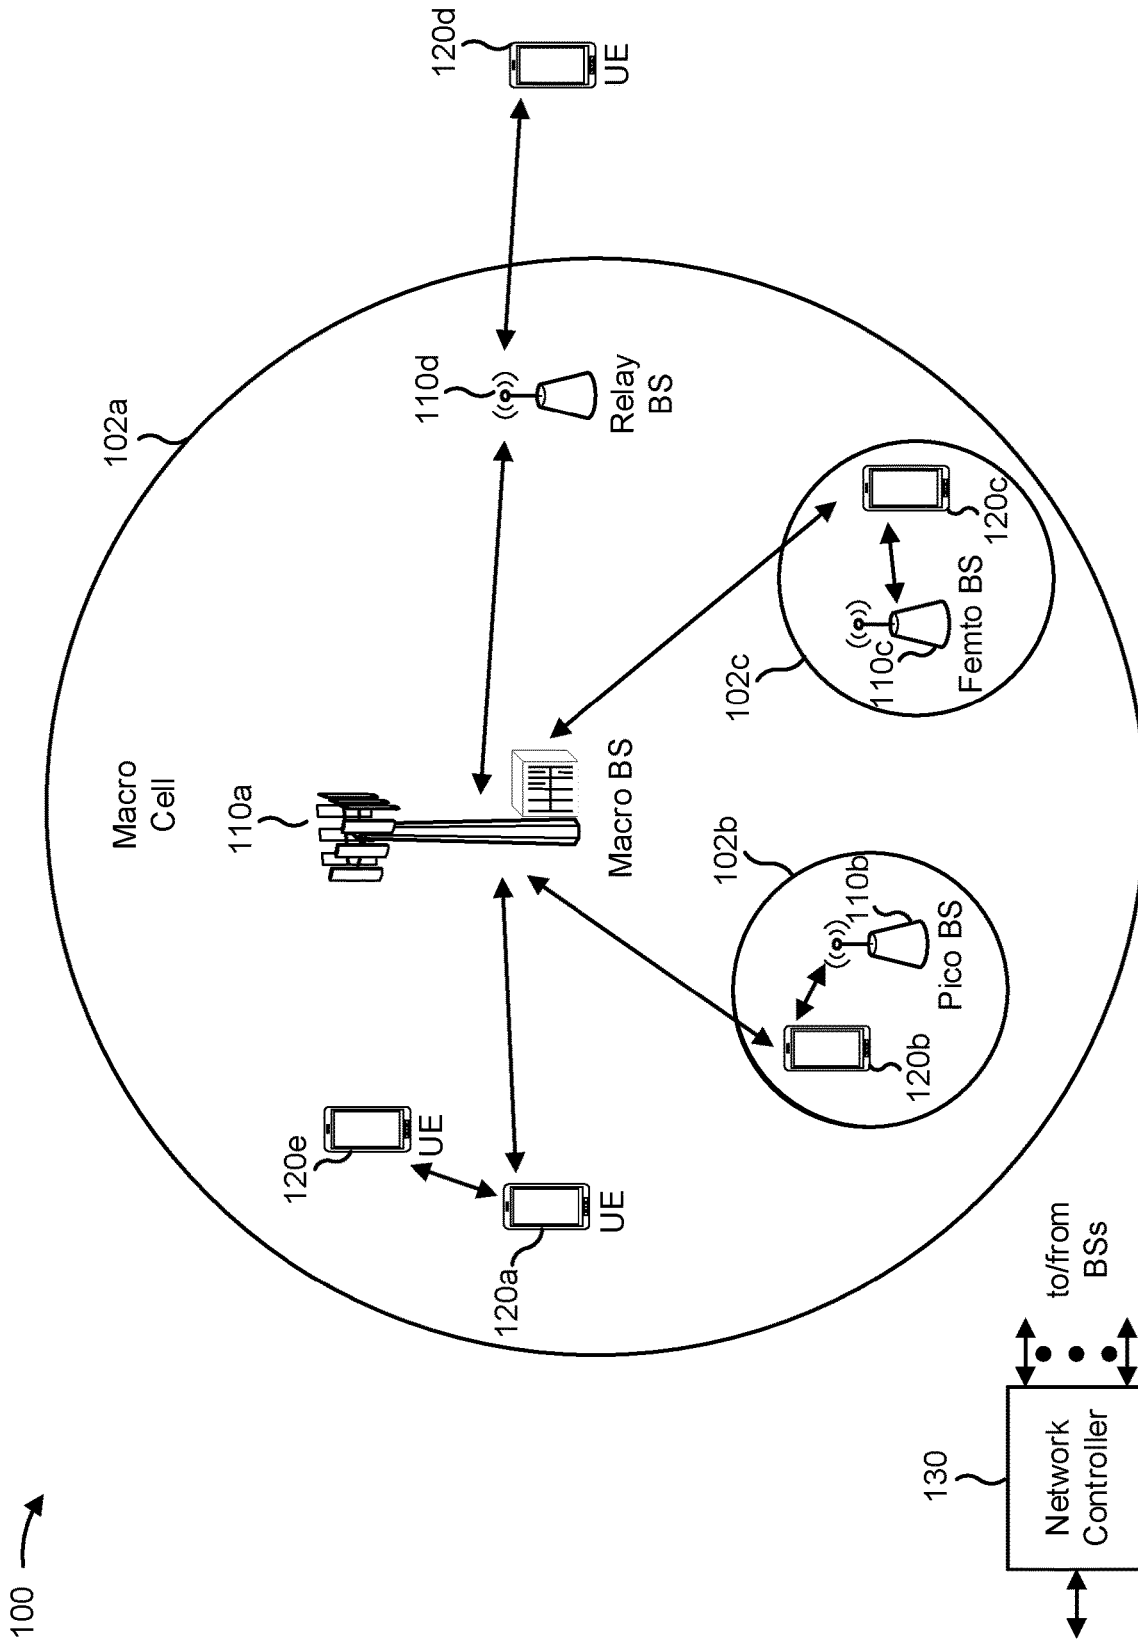 100
102a
Macro
Cell
110a
120d
UE
110d
Relay
BS
120e
UE
120a
UE
Macro BS
102b
110b
Pico BS
120b
102c
110c
Femto BS
120c
130
Network
Controller
to/from
BSs